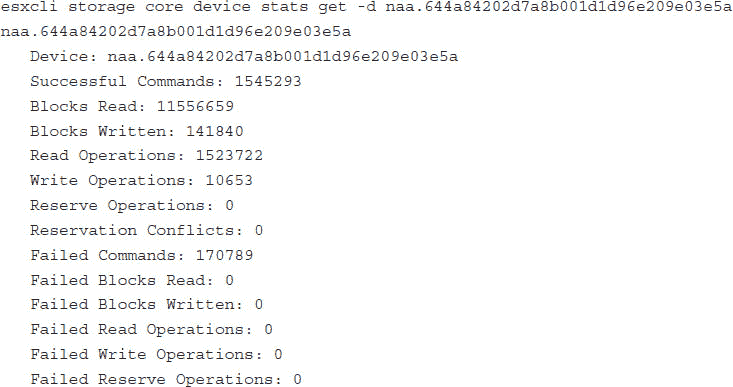 esxcli storage core device stats get -d naa.644a84202d7a8b001d1d96e209e03e5a
naa.644a84202d7a8b001d1d96e209e03e5a
Device: naa.644a84202d7a8b001d1d96e209e03e5a
Successful Commands: 1545293
Blocks Read: 11556659
Blocks Written: 141840
Read Operations: 1523722
Write Operations: 10653
Reserve Operations: 0
Reservation Conflicts: 0
Failed Commands: 170789
Failed Blocks Read: 0
Failed Blocks Written: 0
Failed Read Operations: 0
Failed Write Operations: 0
Failed Reserve Operations: 0